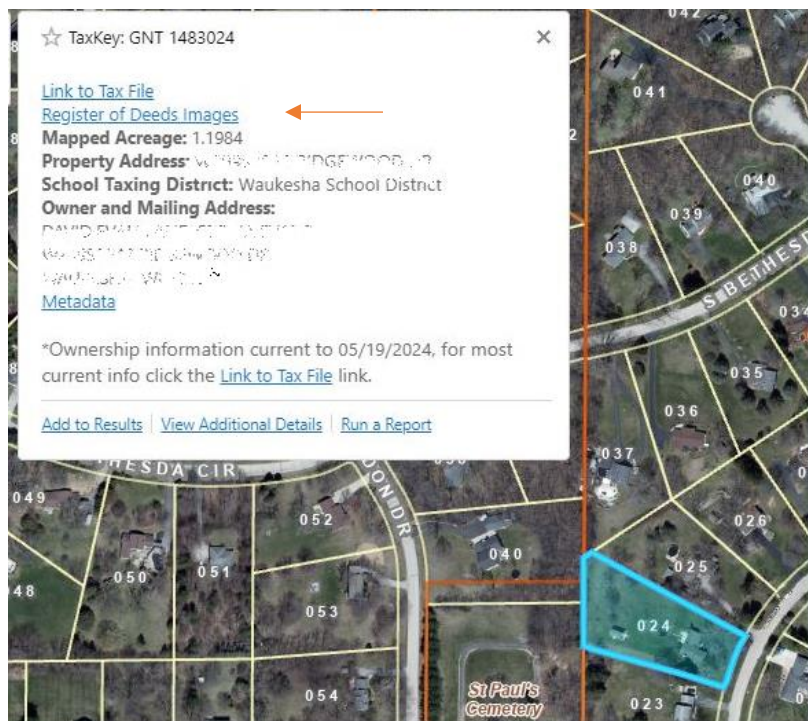 TaxKey: GNT 1483024
Link to Tax File
Register of Deeds Images
Mapped Acreage: 1.1984
Property Address:
School Taxing District: Waukesha School District
Owner and Mailing Address:
Metadata
*Ownership information current to 05/19/2024, for most
current info click the Link to Tax File link.
Add to Results | View Additional Details | Run a Report
042
041
040
039
038
S BETHESD
034
035
036
037
026
025
024
023
049
050
051
052
053
054
040
048
St Paul's
Cemetery